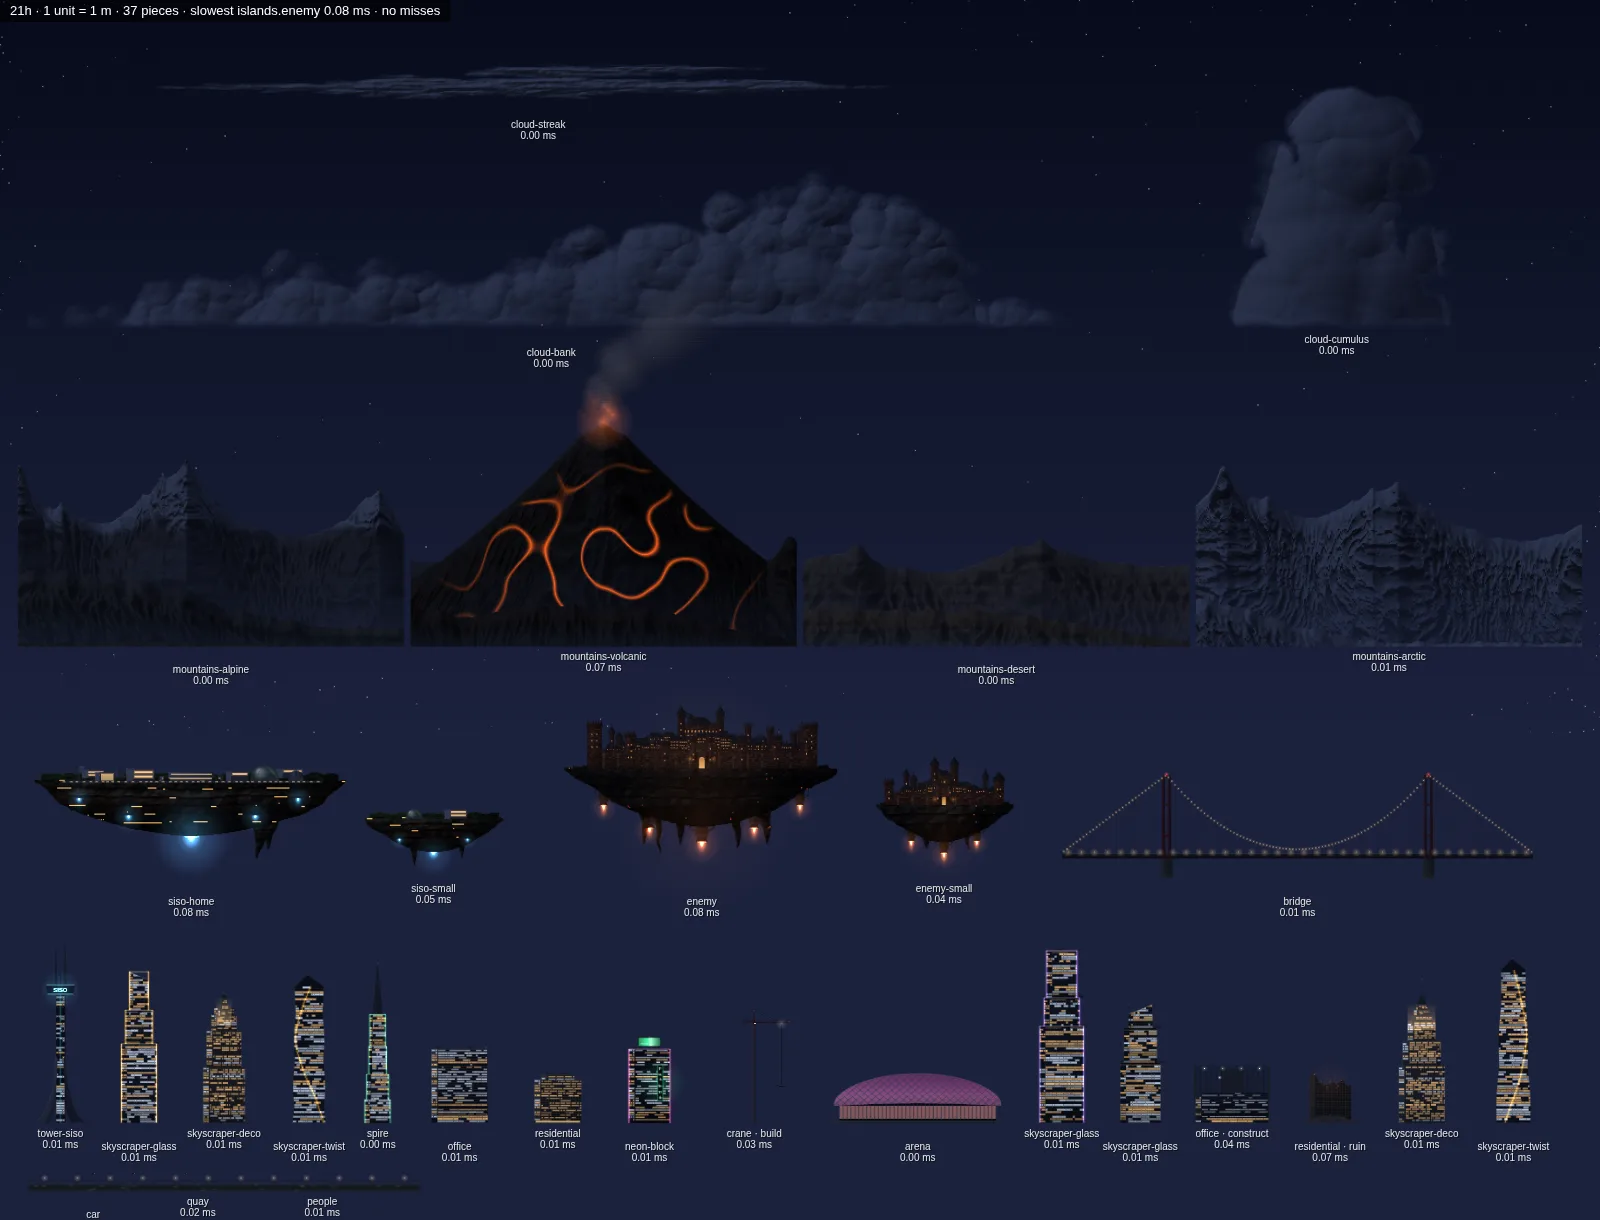 21h · 1 unit = 1 m · 37 pieces · slowest islands.enemy 0.08 ms · no misses
cloud-streak
0.00 ms
cloud-cumulus
0.00 ms
cloud-bank
0.00 ms
mountains-alpine
0.00 ms
mountains-volcanic
0.07 ms
mountains-desert
0.00 ms
mountains-arctic
0.01 ms
siso-home
0.08 ms
siso-small
0.05 ms
enemy
0.08 ms
enemy-small
0.04 ms
bridge
0.01 ms
SISO
tower-siso
0.01 ms
skyscraper-glass
0.01 ms
skyscraper-deco
0.01 ms
skyscraper-twist
0.01 ms
spire
0.00 ms
office
0.01 ms
residential
0.01 ms
neon-block
0.01 ms
crane · build
0.03 ms
arena
0.00 ms
skyscraper-glass
0.01 ms
skyscraper-glass
0.01 ms
office · construct
0.04 ms
residential · ruin
0.07 ms
skyscraper-deco
0.01 ms
skyscraper-twist
0.01 ms
car
quay
0.02 ms
people
0.01 ms